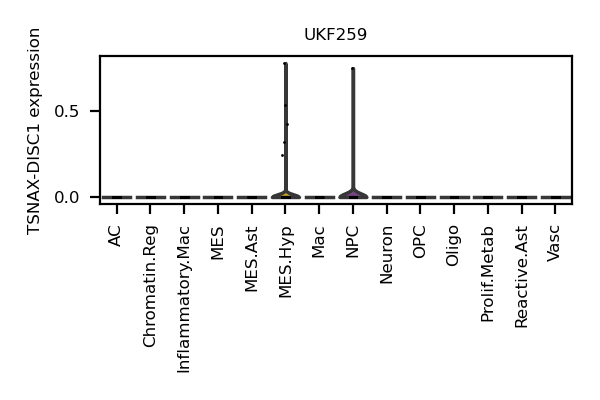 UKF259
TSNAX-DISC1 expression
0.5
0.0
AC
Chromatin.Reg
Inflammatory.Mac
MES
MES.Ast
MES.Hyp
Mac
NPC
Neuron
OPC
Oligo
Prolif.Metab
Reactive.Ast
Vasc